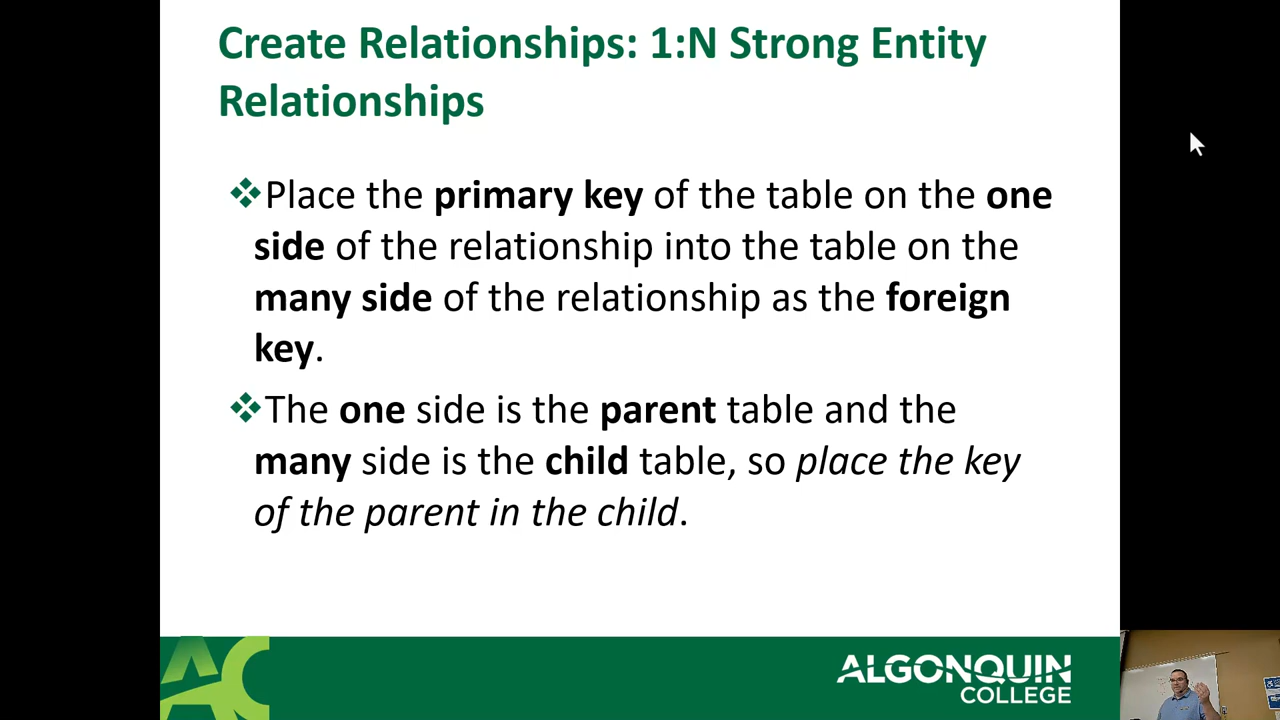 Create Relationships: 1:N Strong Entity
Relationships
❖Place the primary key of the table on the one
side of the relationship into the table on the
many side of the relationship as the foreign
key.
❖The one side is the parent table and the
many side is the child table, so place the key
of the parent in the child.
AC
ALGONQUIN
COLLEGE